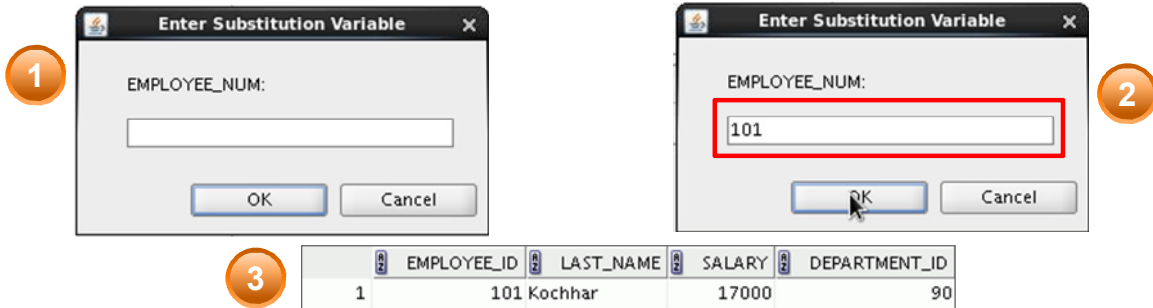 1
Enter Substitution Variable
EMPLOYEE_NUM:
OK Cancel
Enter Substitution Variable
EMPLOYEE_NUM:
101
OK Cancel
2
3
EMPLOYEE_ID LAST_NAME SALARY DEPARTMENT_ID
1 101 Kochhar 17000 90